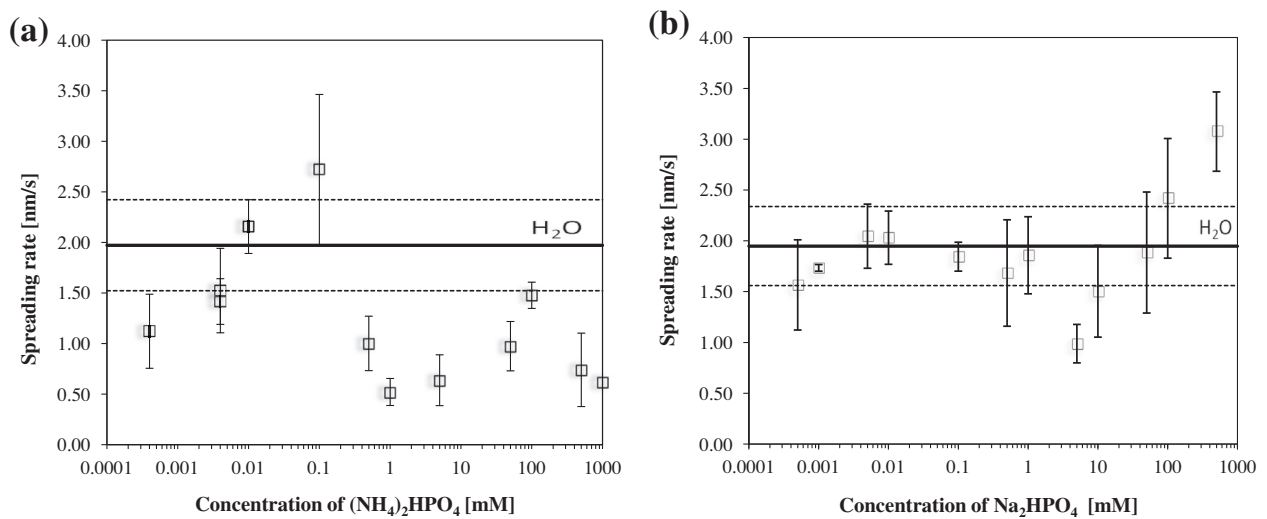 (a)
4.00
3.50
3.00
2.50
2.00
1.50
1.00
0.50
0.00
Spreading rate [nm/s]
H₂O
0.0001 0.001 0.01 0.1 1 10 100 1000
Concentration of (NH₄)₂HPO₄ [mM]
(b)
4.00
3.50
3.00
2.50
2.00
1.50
1.00
0.50
0.00
Spreading rate [nm/s]
H₂O
0.0001 0.001 0.01 0.1 1 10 100 1000
Concentration of Na₂HPO₄ [mM]